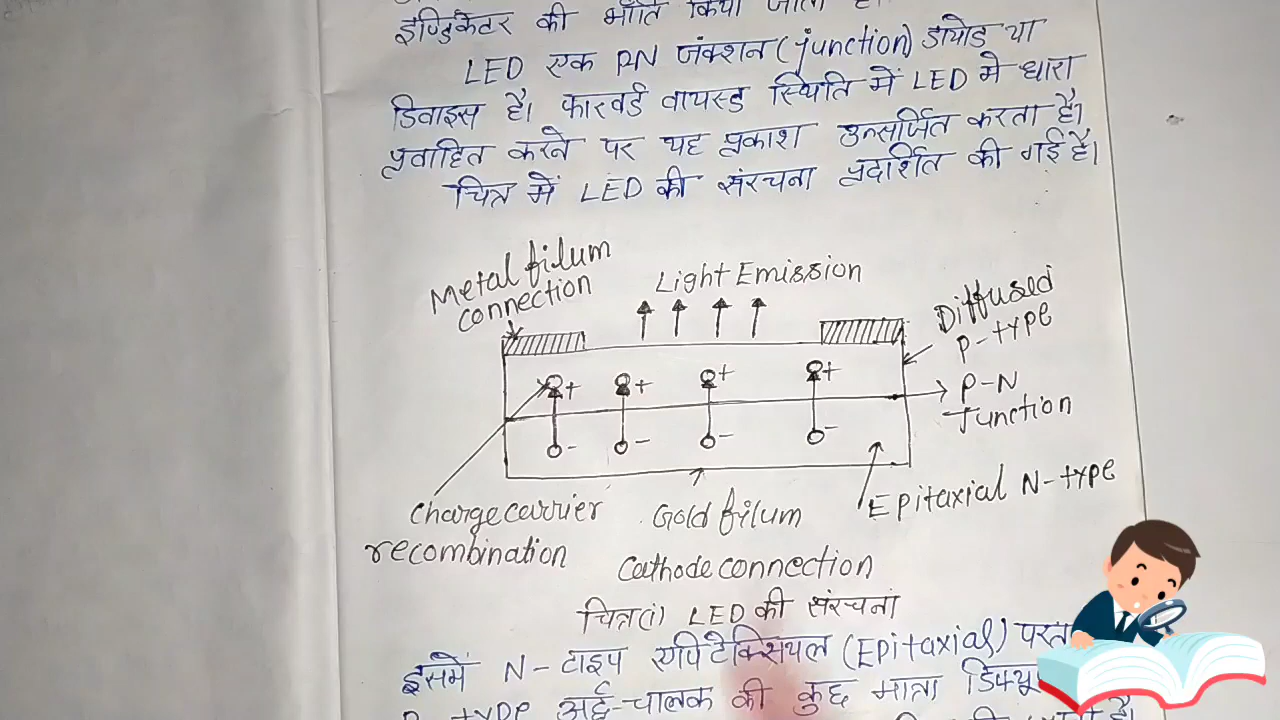 इण्डिकेटर की भाँति किया जाता है।
LED एक PN जंक्शन (junction) डायोड या
डिवाइस है। फारवर्ड वायस्ड स्थिति में LED मे धारा
प्रवाहित करने पर यह प्रकाश उत्सर्जित करता है।
चित्र में LED की संरचना प्रदर्शित की गई है।
Metal filum
connection
Light Emission
Diffused
P-type
+ + + +
P-N
Junction
- - - -
Charge carrier
recombination
Gold filum
Cathode connection
Epitaxial N-type
चित्र(i) LED की संरचना
इसमें N-टाइप एपिटैक्सियल (Epitaxial) परत
P-type अर्द्ध-चालक की कुछ मात्रा